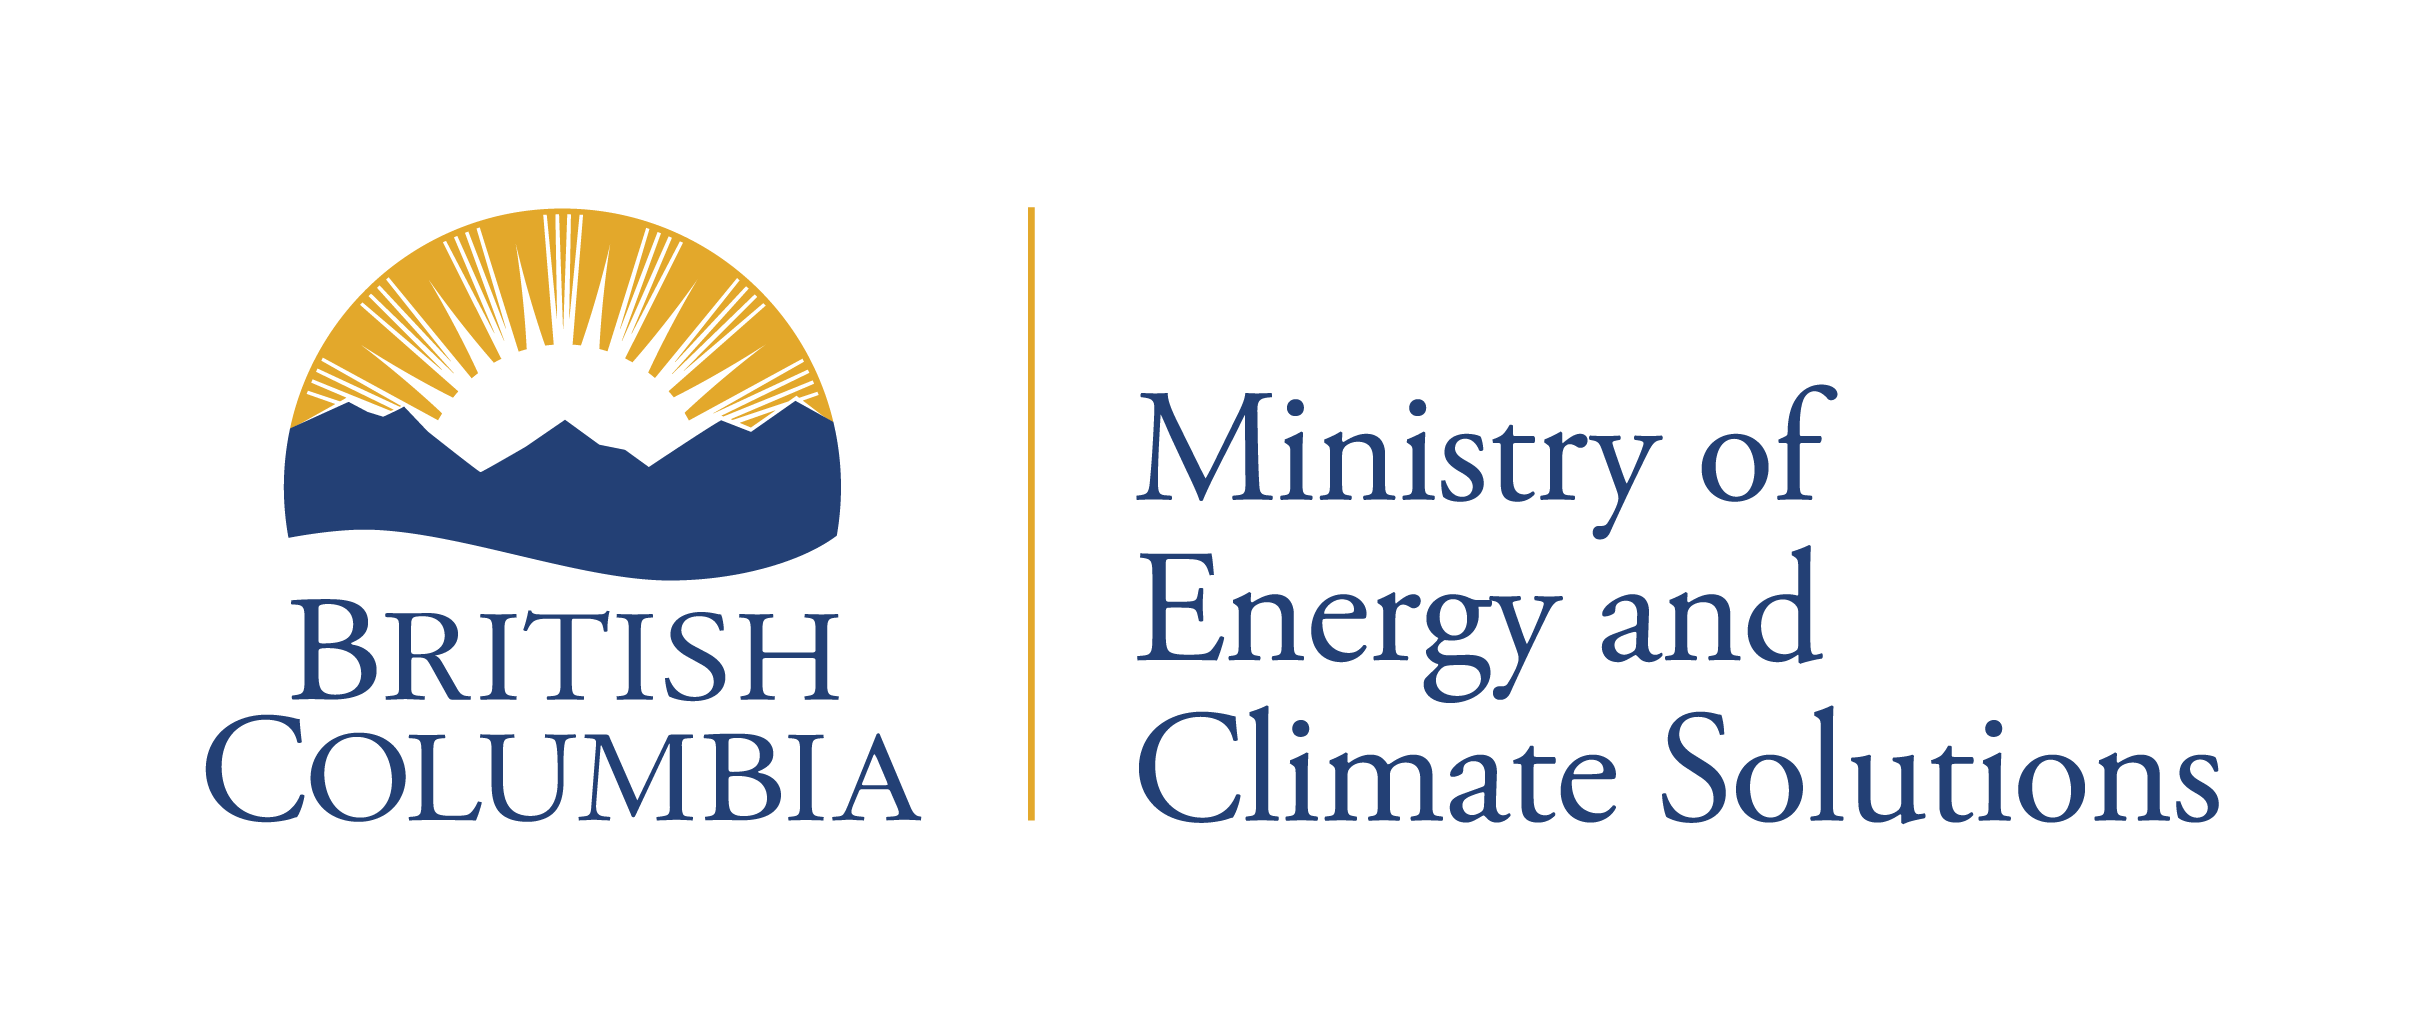 BRITISH
COLUMBIA
Ministry of
Energy and
Climate Solutions